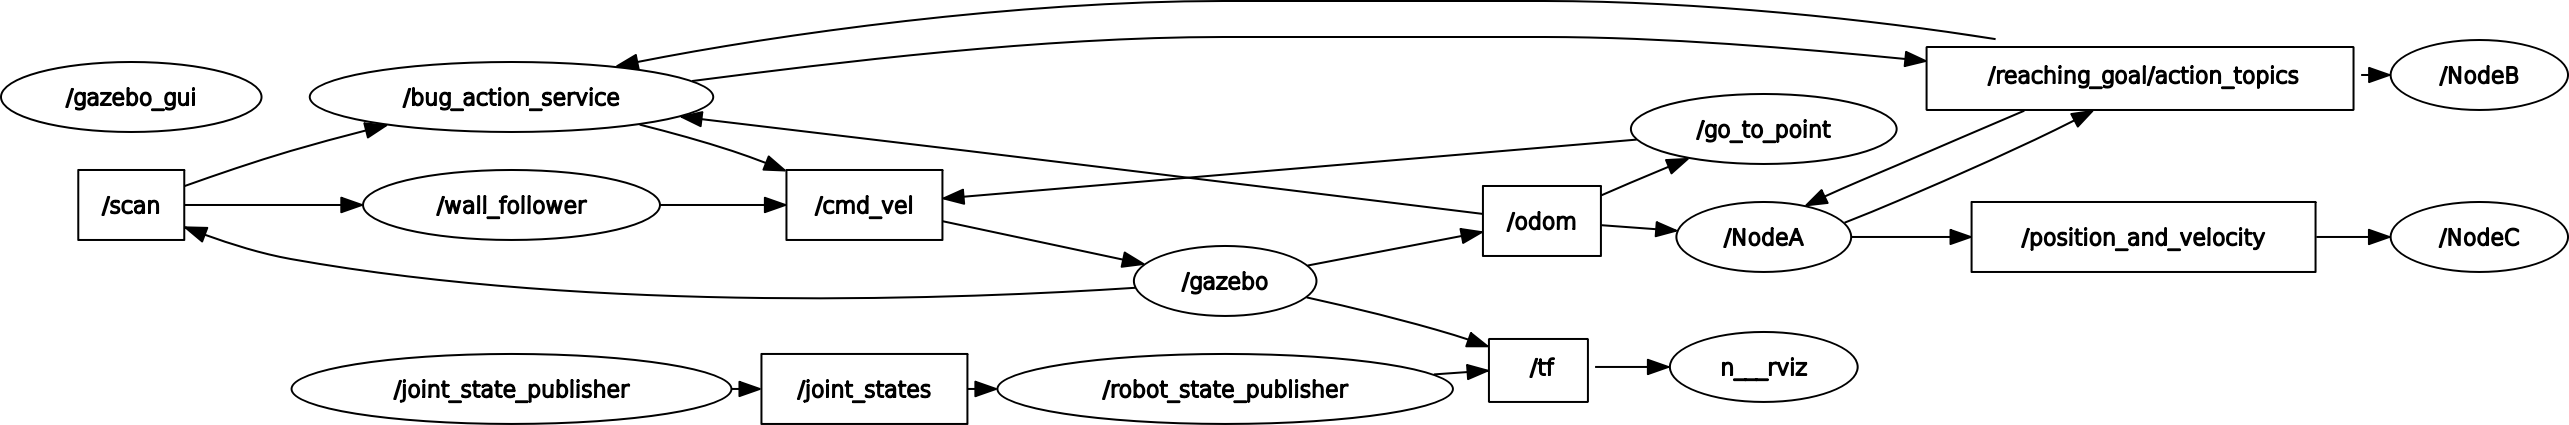 /gazebo_gui
/bug_action_service
/reaching_goal/action_topics
/NodeB
/go_to_point
/scan
/wall_follower
/cmd_vel
/odom
/NodeA
/position_and_velocity
/NodeC
/gazebo
/joint_state_publisher
/joint_states
/robot_state_publisher
/tf
n___rviz